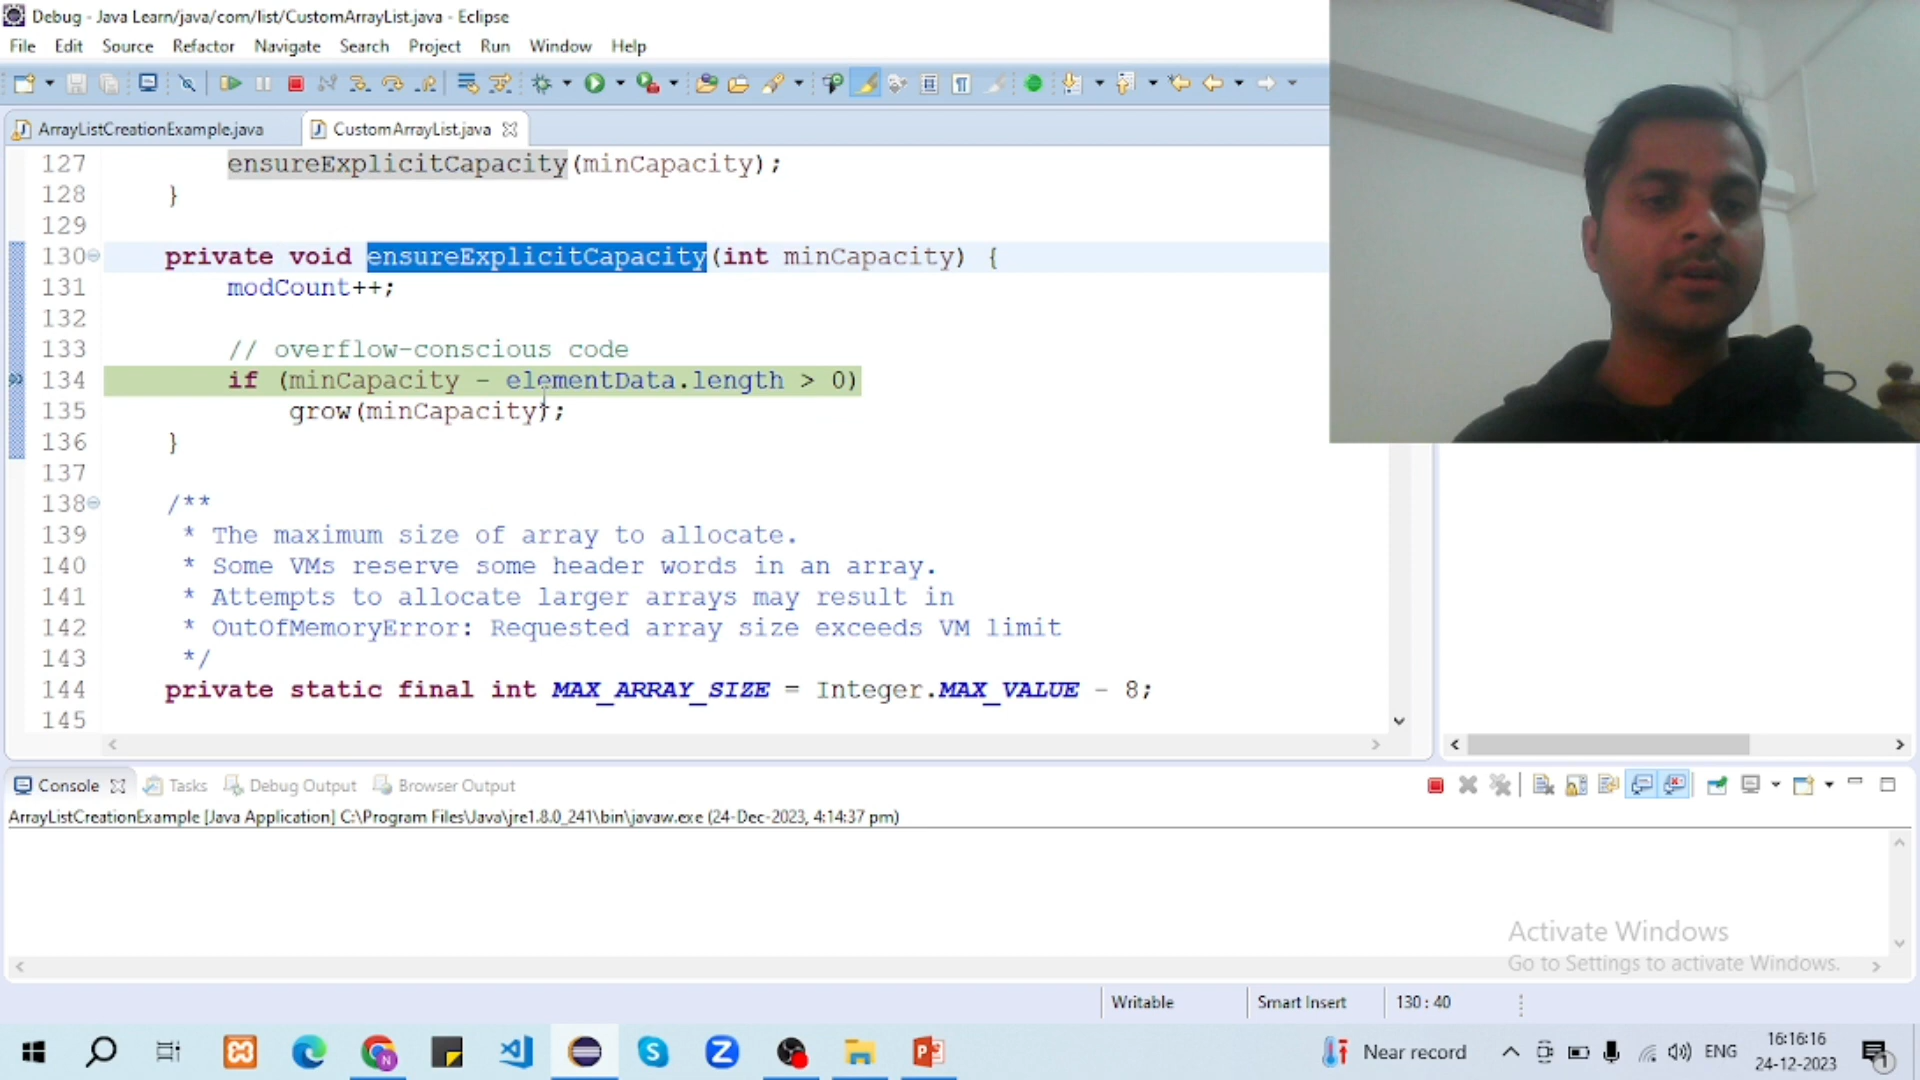 Debug - Java Learn/java/com/list/CustomArrayList.java - Eclipse
File Edit Source Refactor Navigate Search Project Run Window Help
ArrayListCreationExample.java CustomArrayList.java
127 ensureExplicitCapacity(minCapacity);
128 }
129
130 private void ensureExplicitCapacity(int minCapacity) {
131 modCount++;
132
133 // overflow-conscious code
134 if (minCapacity - elementData.length > 0)
135 grow(minCapacity);
136 }
137
138 /**
139 * The maximum size of array to allocate.
140 * Some VMs reserve some header words in an array.
141 * Attempts to allocate larger arrays may result in
142 * OutOfMemoryError: Requested array size exceeds VM limit
143 */
144 private static final int MAX_ARRAY_SIZE = Integer.MAX_VALUE - 8;
145
Console Tasks Debug Output Browser Output
ArrayListCreationExample [Java Application] C:\Program Files\Java\jre1.8.0_241\bin\javaw.exe (24-Dec-2023, 4:14:37 pm)
Activate Windows
Go to Settings to activate Windows.
Writable Smart Insert 130 : 40
Near record ENG 16:16:16
24-12-2023